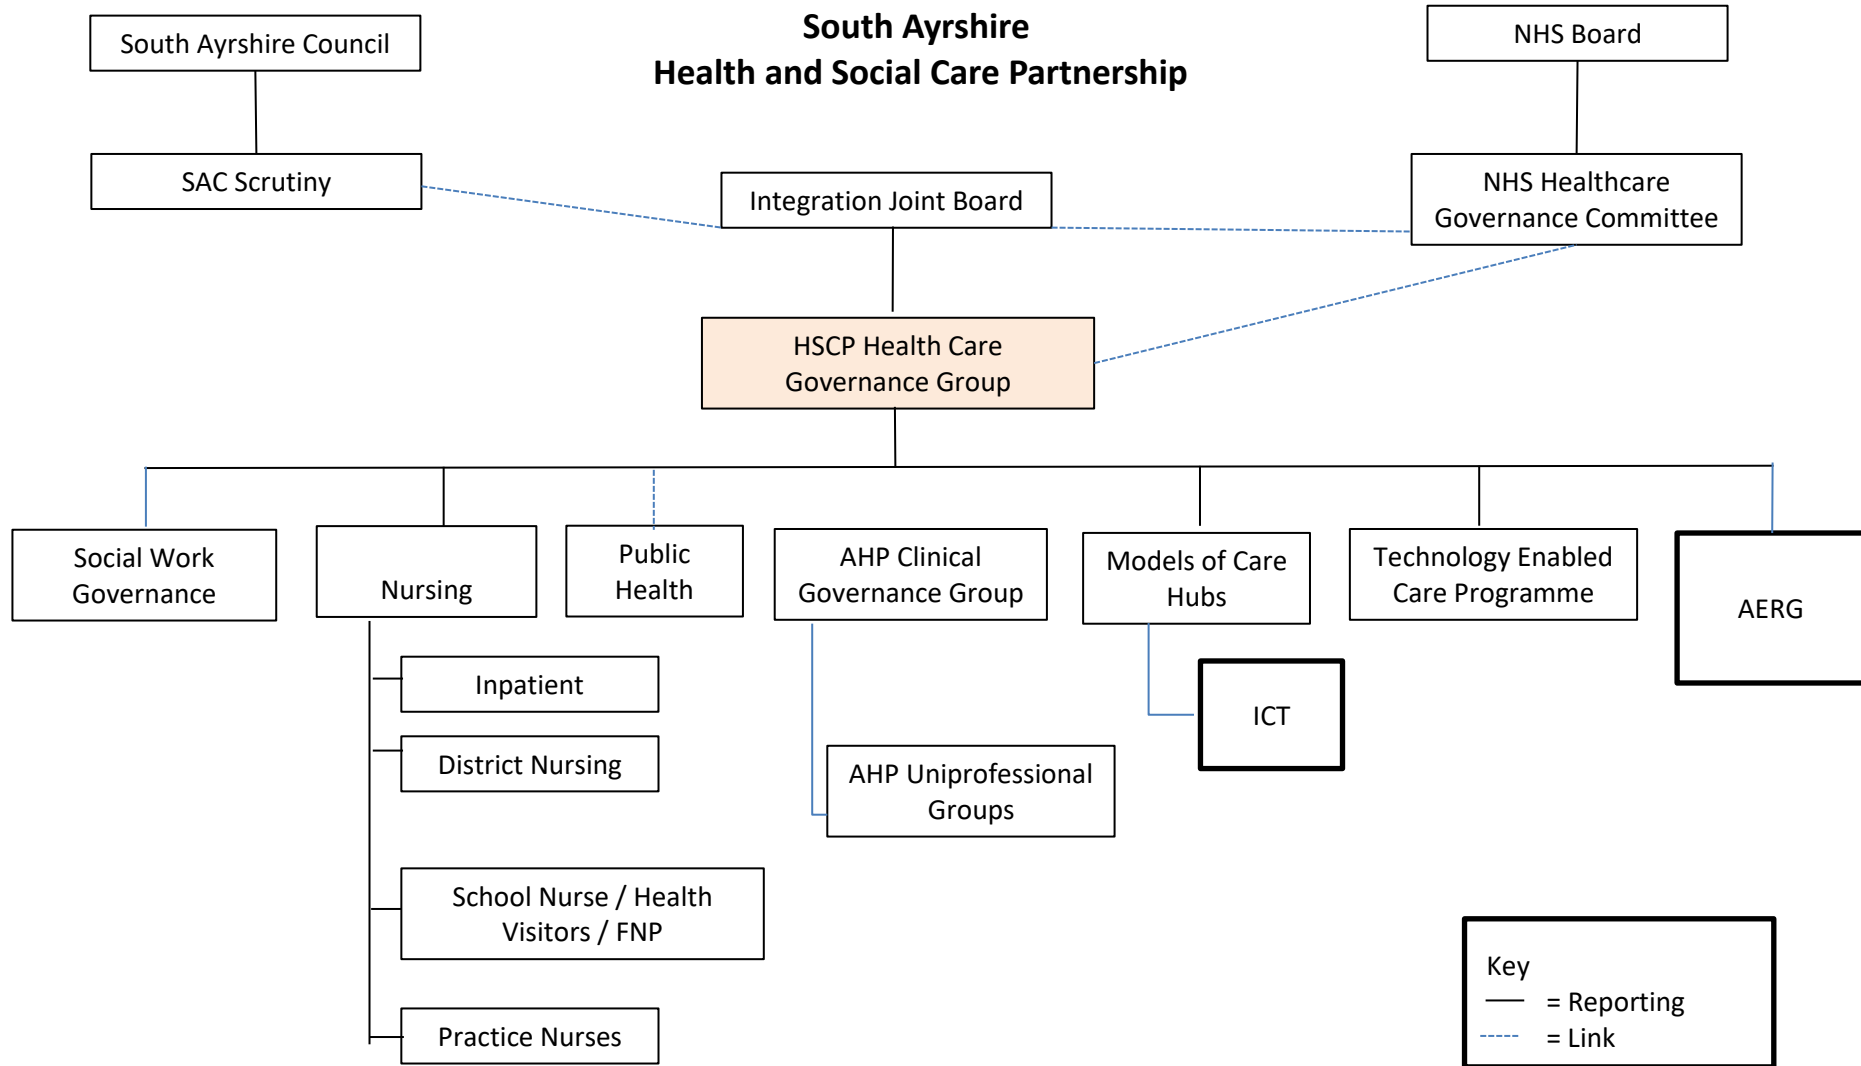 South Ayrshire
Health and Social Care Partnership
South Ayrshire Council
NHS Board
SAC Scrutiny
Integration Joint Board
NHS Healthcare
Governance Committee
HSCP Health Care
Governance Group
Social Work
Governance
Nursing
Public
Health
AHP Clinical
Governance Group
Models of Care
Hubs
Technology Enabled
Care Programme
AERG
Inpatient
District Nursing
School Nurse / Health
Visitors / FNP
Practice Nurses
AHP Uniprofessional
Groups
ICT
Key
= Reporting
= Link